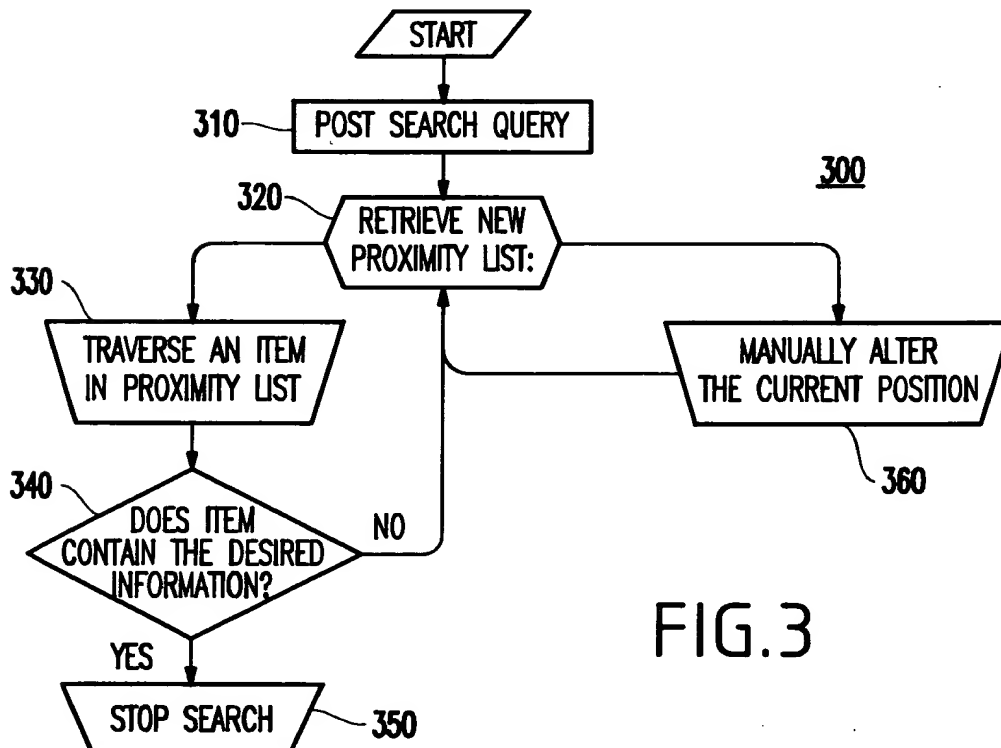 START
310
POST SEARCH QUERY
300
320
RETRIEVE NEW
PROXIMITY LIST:
330
TRAVERSE AN ITEM
IN PROXIMITY LIST
MANUALLY ALTER
THE CURRENT POSITION
360
340
DOES ITEM
CONTAIN THE DESIRED
INFORMATION?
NO
YES
STOP SEARCH
350
FIG.3